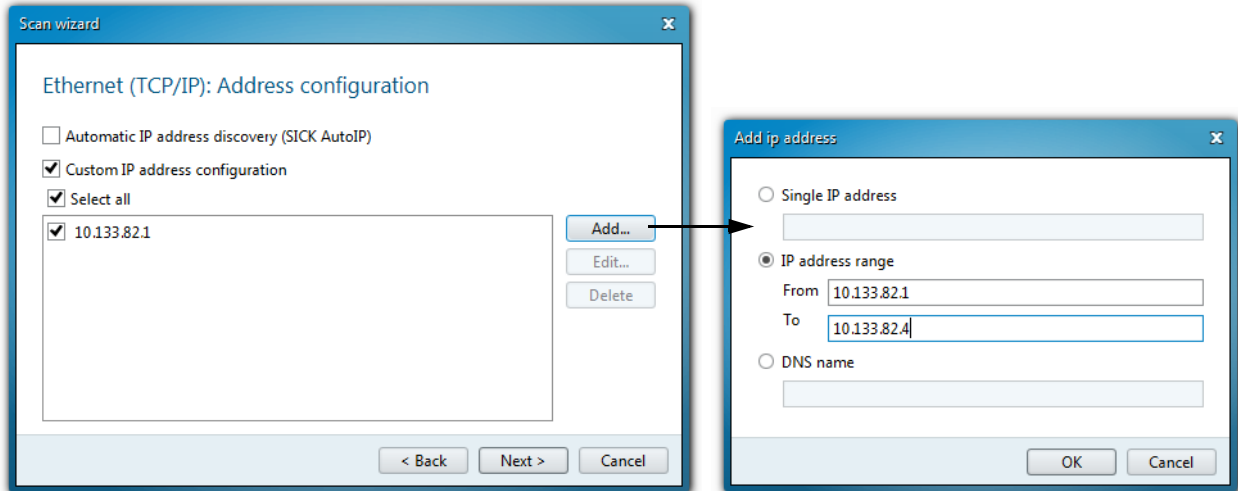 Scan wizard
Ethernet (TCP/IP): Address configuration
Automatic IP address discovery (SICK AutoIP)
Custom IP address configuration
Select all
10.133.82.1
Add...
Edit...
Delete
< Back
Next >
Cancel
Add ip address
Single IP address
IP address range
From 10.133.82.1
To 10.133.82.4
DNS name
OK
Cancel